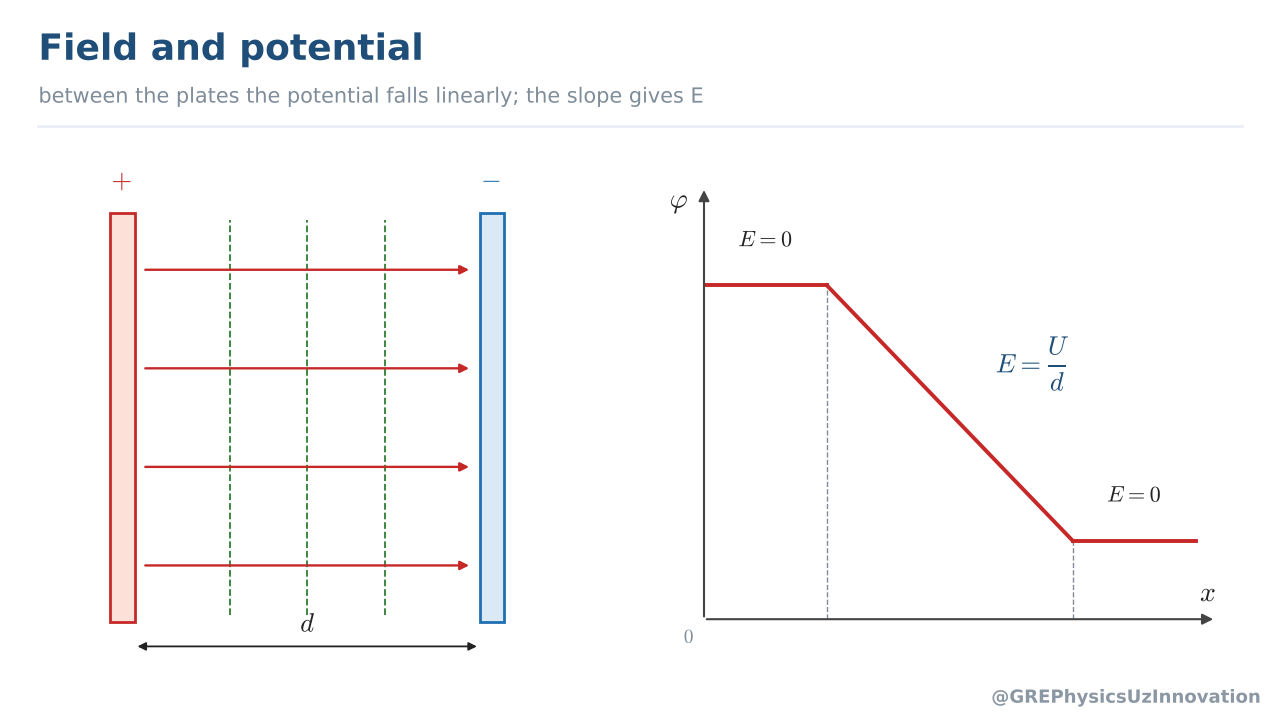 Field and potential
between the plates the potential falls linearly; the slope gives E
+
−
d
φ
E = 0
E = U/d
E = 0
x
0
@GREPhysicsUzInnovation